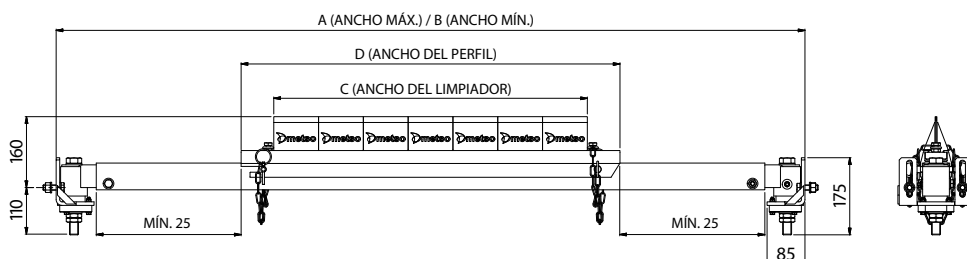 A (ANCHO MÁX.) / B (ANCHO MÍN.)
D (ANCHO DEL PERFIL)
C (ANCHO DEL LIMPIADOR)
metso metso metso metso metso metso metso
160
110
MÍN. 25
MÍN. 25
175
85